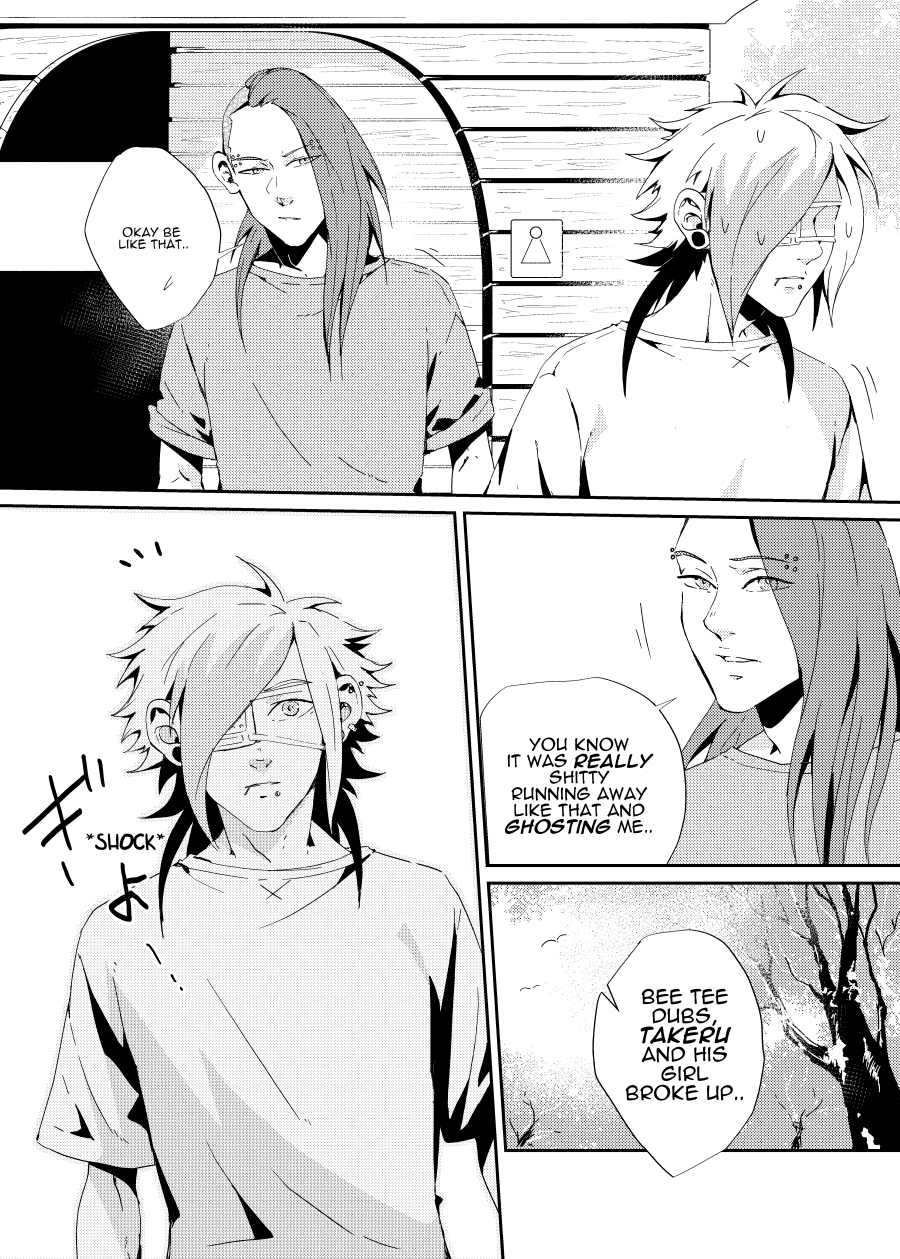 OKAY BE
LIKE THAT..
YOU KNOW
IT WAS REALLY
SHITTY
RUNNING AWAY
LIKE THAT AND
GHOSTING ME..
ギ
*SHOCK*
ョ
BEE TEE
DUBS,
TAKERU
AND HIS
GIRL
BROKE UP..